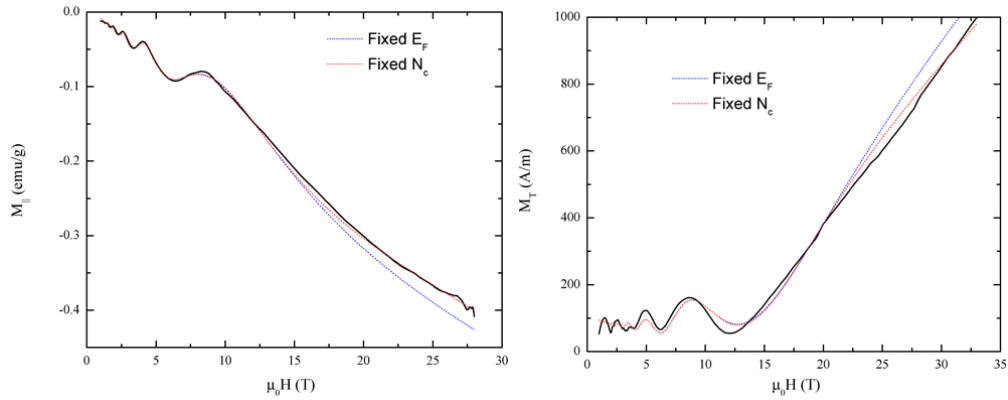 0.0
-0.1
-0.2
-0.3
-0.4
M|| (emu/g)
Fixed E_F
Fixed N_c
0 5 10 15 20 25 30
μ₀H (T)
1000
800
600
400
200
0
M_T (A/m)
Fixed E_F
Fixed N_c
0 5 10 15 20 25 30 35
μ₀H (T)